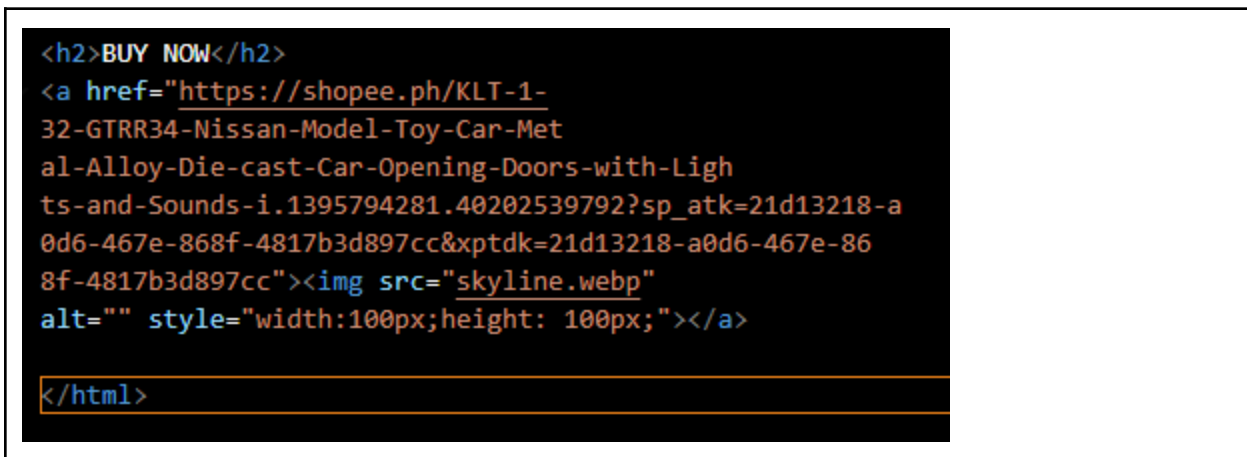 <h2>BUY NOW</h2>
<a href="https://shopee.ph/KLT-1-
32-GTRR34-Nissan-Model-Toy-Car-Met
al-Alloy-Die-cast-Car-Opening-Doors-with-Ligh
ts-and-Sounds-i.1395794281.40202539792?sp_atk=21d13218-a
0d6-467e-868f-4817b3d897cc&xptdk=21d13218-a0d6-467e-86
8f-4817b3d897cc"><img src="skyline.webp"
alt="" style="width:100px;height: 100px;"></a>
</html>